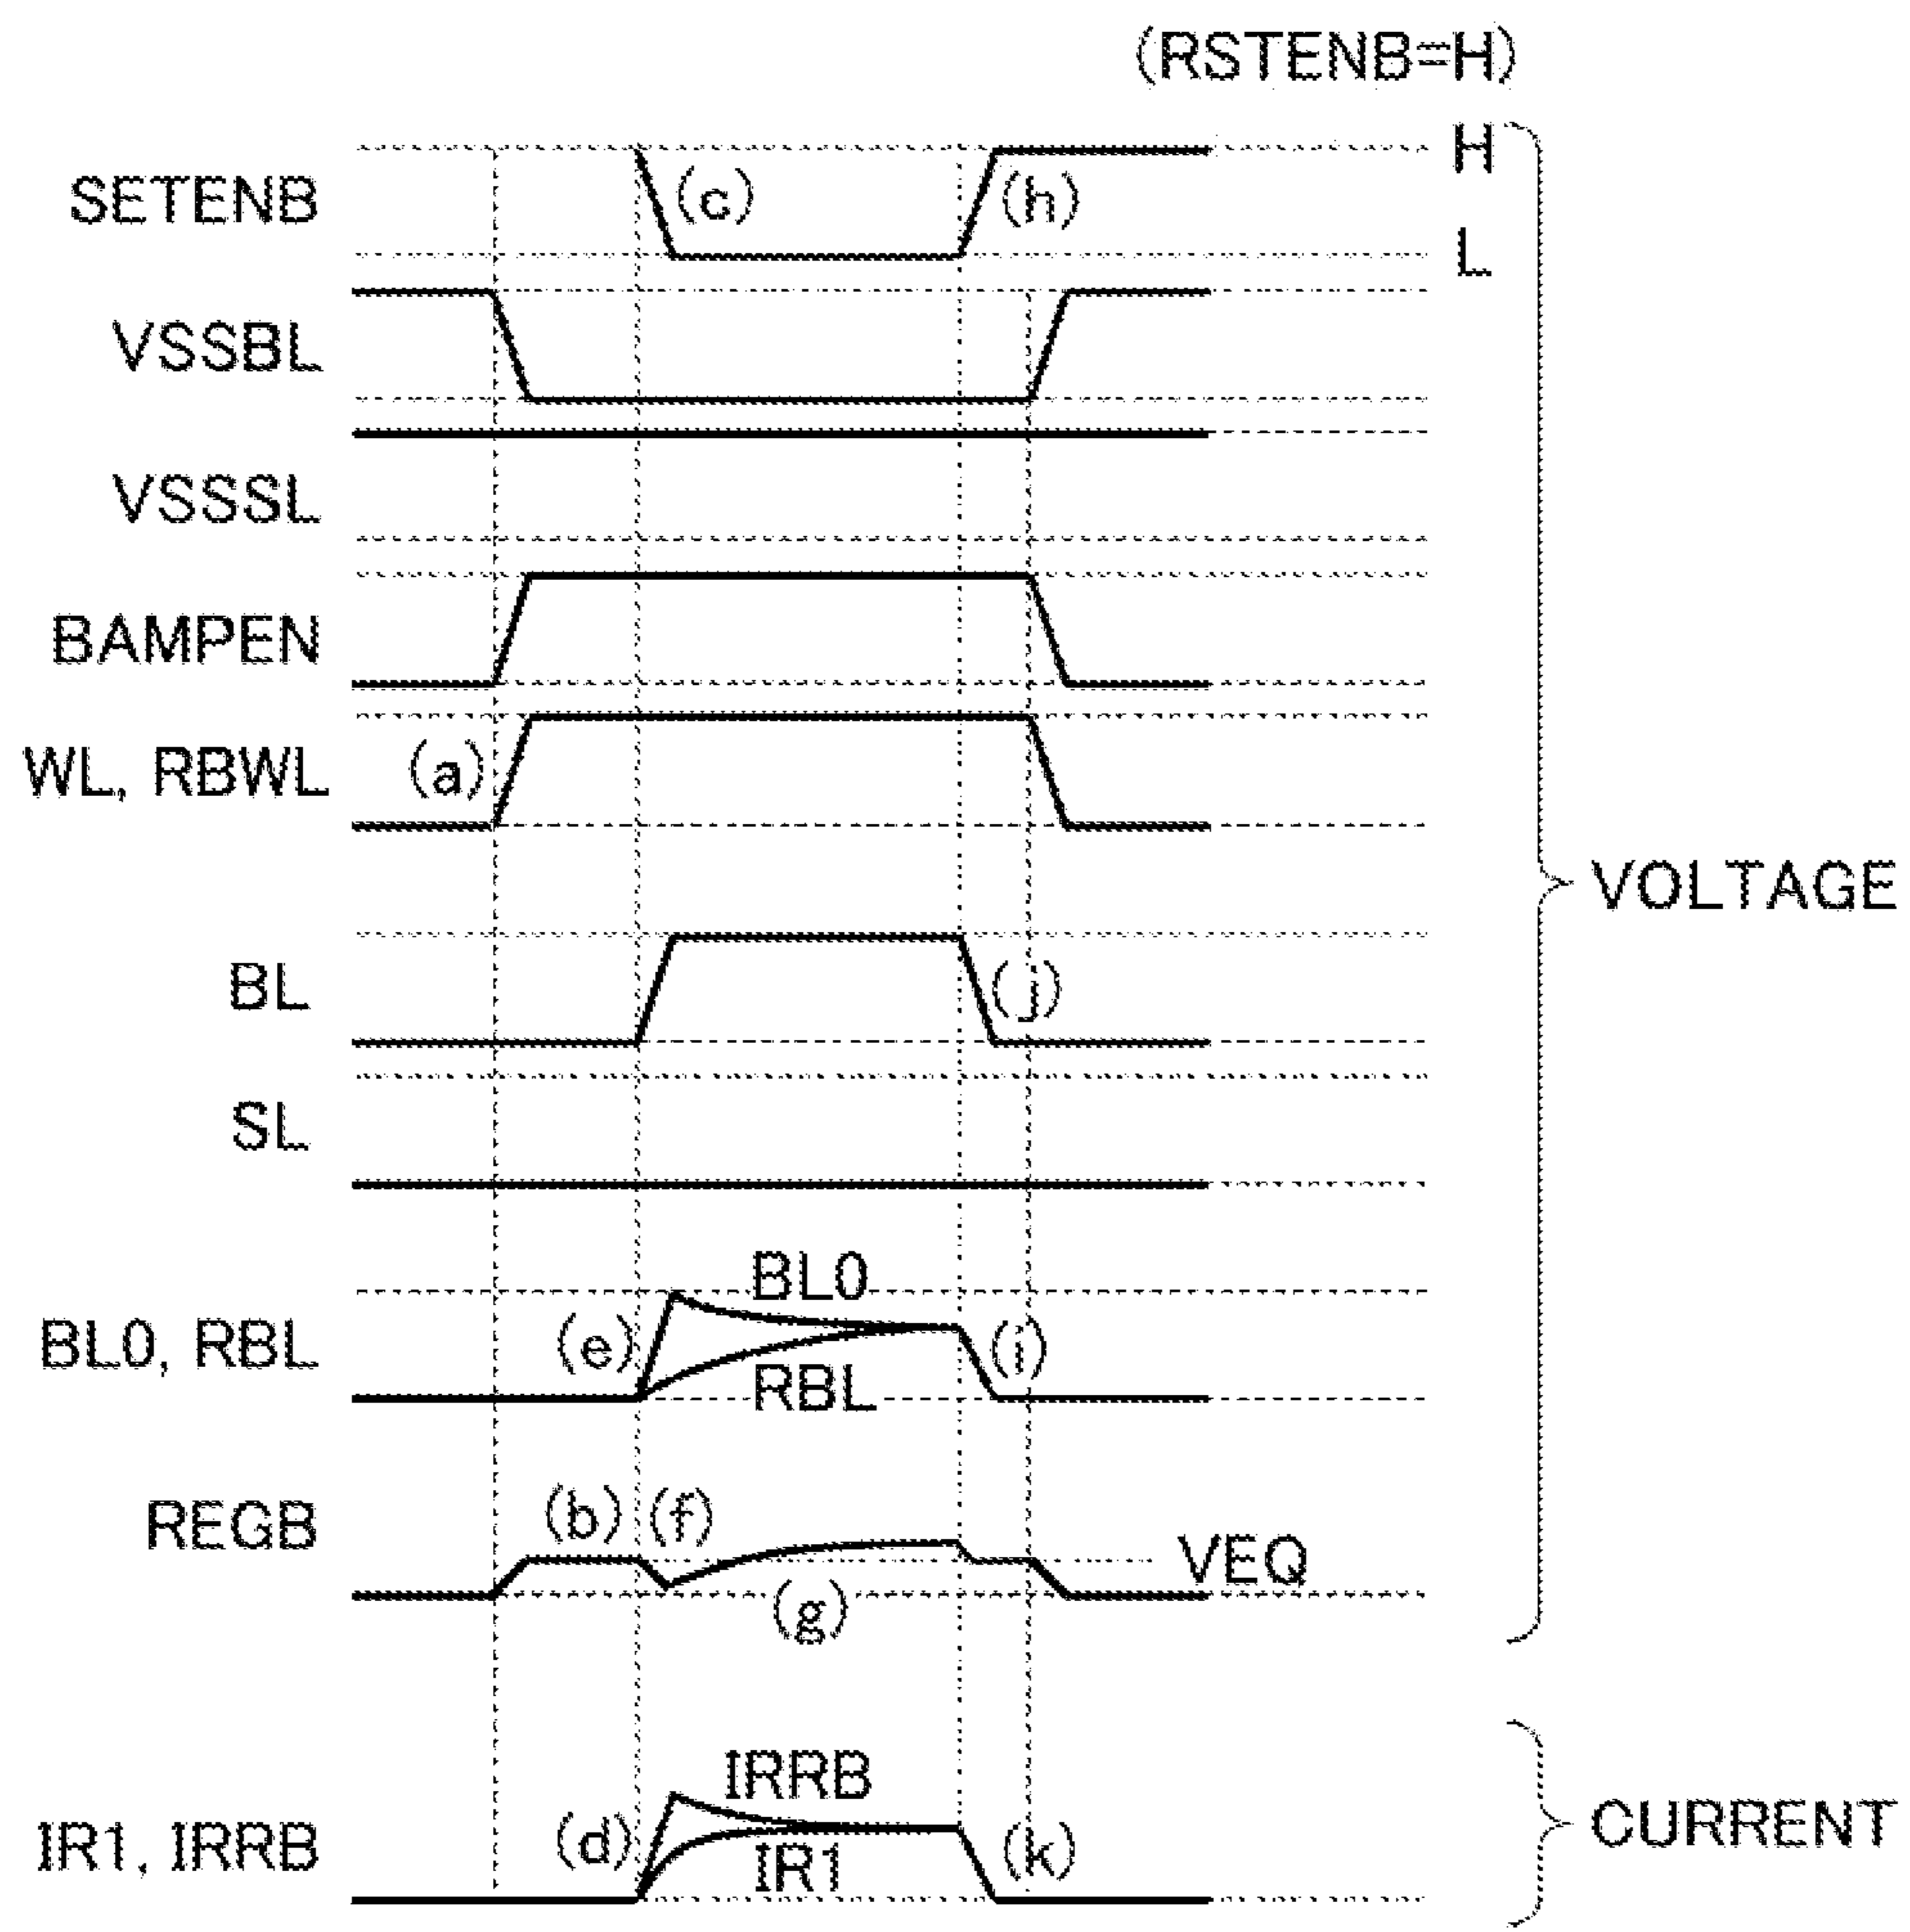 (RSTENB=H)
H
SETENB
(c)
(h)
L
VSSBL
VSSSL
BAMPEN
WL, RBWL
(a)
VOLTAGE
BL
(j)
SL
BL0
BL0, RBL
(e)
(i)
RBL
REGB
(b)
(f)
VEQ
(g)
IRRB
IR1, IRRB
(d)
(k)
CURRENT
IR1